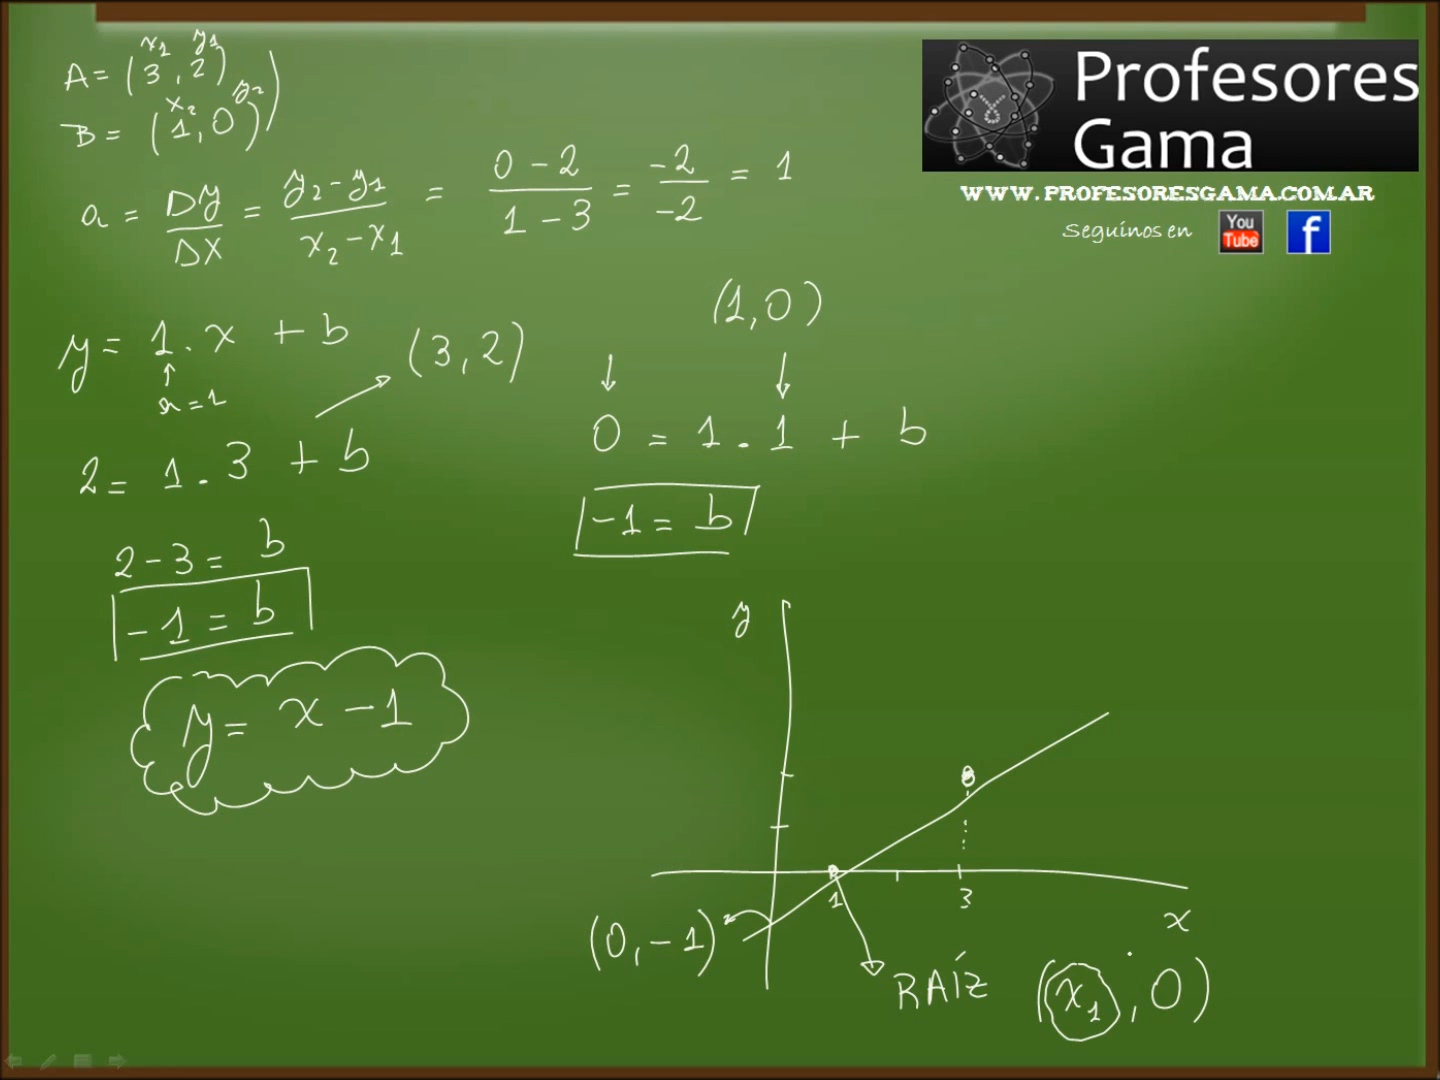 x₁ y₁
A = (3, 2)
x₂ y₂
B = (1, 0)
a = Dy/DX = y₂ - y₁ / x₂ - x₁ = 0 - 2 / 1 - 3 = -2 / -2 = 1
y = 1 . x + b
a = 1
(3, 2)
2 = 1 . 3 + b
2 - 3 = b
-1 = b
y = x - 1
(1, 0)
0 = 1 . 1 + b
-1 = b
y
1
3
x
(0, -1)
RAÍZ (x₁, 0)
Profesores
Gama
WWW.PROFESORESGAMA.COM.AR
Seguinos en You Tube f